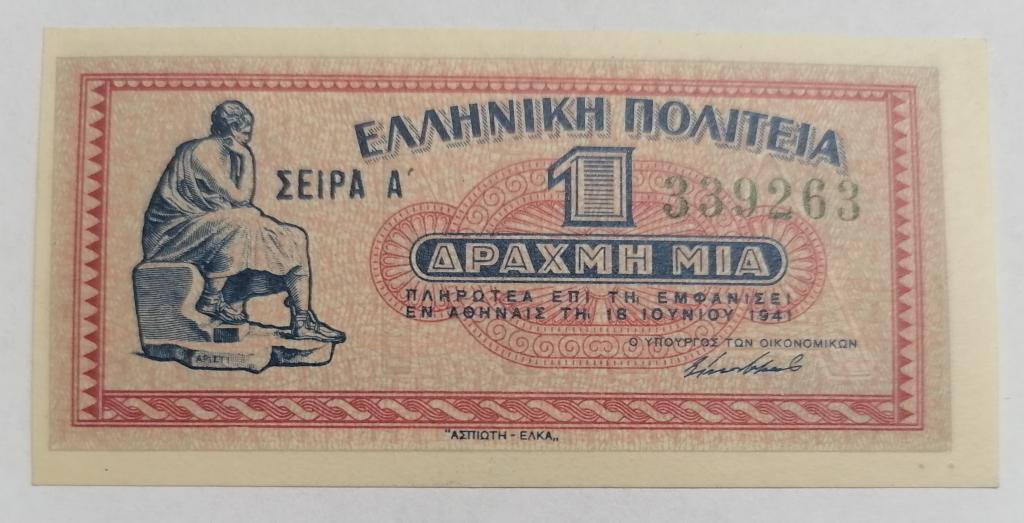 ΕΛΛΗΝΙΚΗ ΠΟΛΙΤΕΙΑ
ΣΕΙΡΑ Α΄
1
339263
ΔΡΑΧΜΗ ΜΙΑ
ΠΛΗΡΩΤΕΑ ΕΠΙ ΤΗ ΕΜΦΑΝΙΣΕΙ
ΕΝ ΑΘΗΝΑΙΣ ΤΗ 18 ΙΟΥΝΙΟΥ 1941
Ο ΥΠΟΥΡΓΟΣ ΤΩΝ ΟΙΚΟΝΟΜΙΚΩΝ
"ΑΣΠΙΩΤΗ - ΕΛΚΑ„